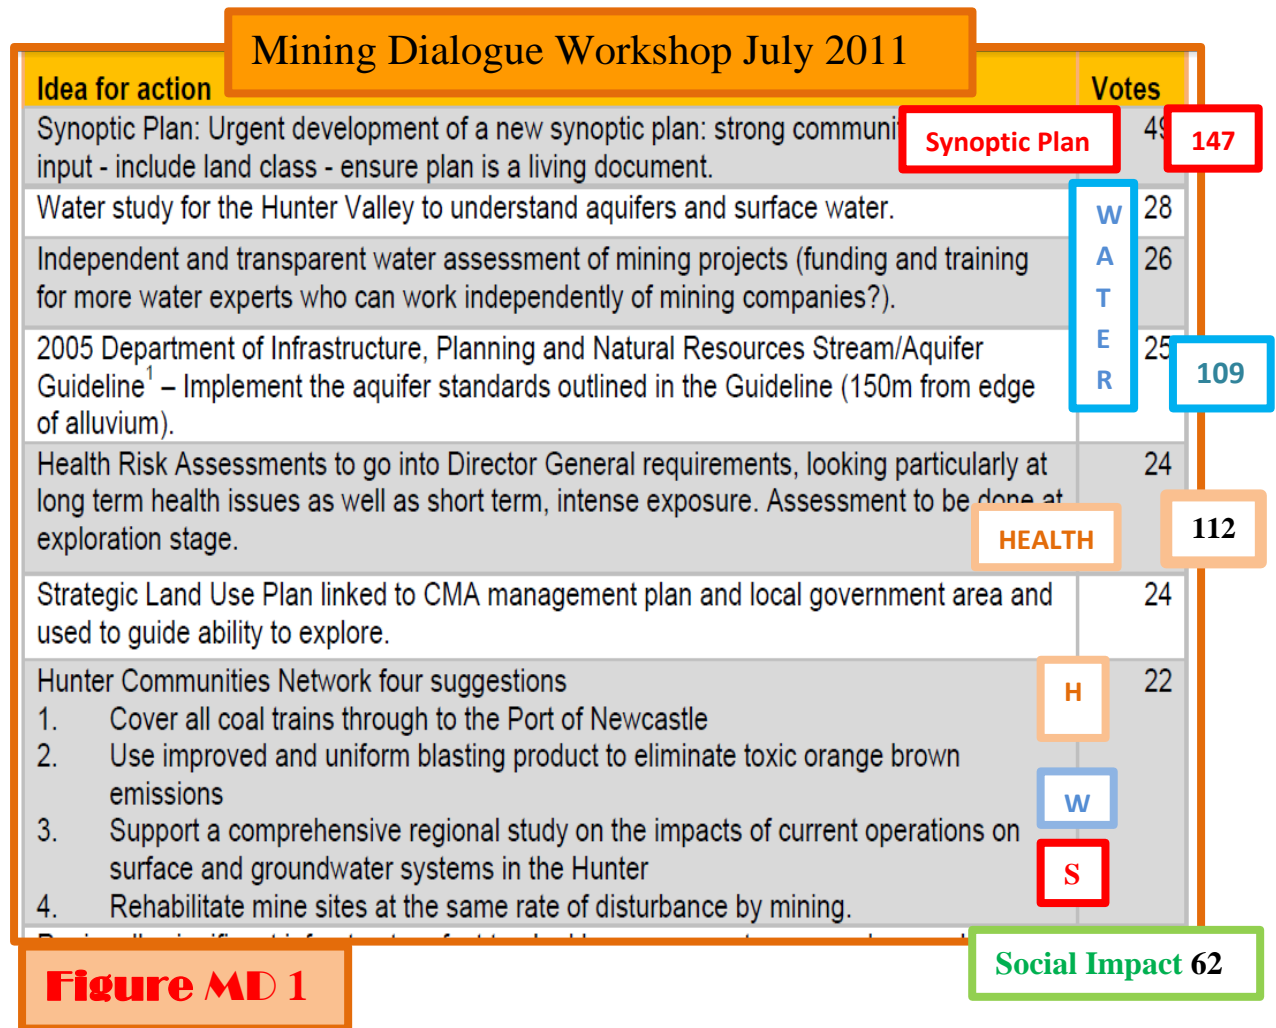 Mining Dialogue Workshop July 2011
Idea for action Votes
Synoptic Plan: Urgent development of a new synoptic plan: strong Synoptic Plan 147
input - include land class - ensure plan is a living document.
Water study for the Hunter Valley to understand aquifers and surface water. 28
Independent and transparent water assessment of mining projects (funding and training 26
for more water experts who can work independently of mining companies?).
WATER
2005 Department of Infrastructure, Planning and Natural Resources Stream/Aquifer 25
Guideline1 – Implement the aquifer standards outlined in the Guideline (150m from edge 109
of alluvium).
Health Risk Assessments to go into Director General requirements, looking particularly at 24
long term health issues as well as short term, intense exposure. Assessment to be done at
exploration stage. HEALTH 112
Strategic Land Use Plan linked to CMA management plan and local government area and 24
used to guide ability to explore.
Hunter Communities Network four suggestions H 22
1. Cover all coal trains through to the Port of Newcastle
2. Use improved and uniform blasting product to eliminate toxic orange brown
emissions W
3. Support a comprehensive regional study on the impacts of current operations on
surface and groundwater systems in the Hunter S
4. Rehabilitate mine sites at the same rate of disturbance by mining.
Social Impact 62
Figure MD 1